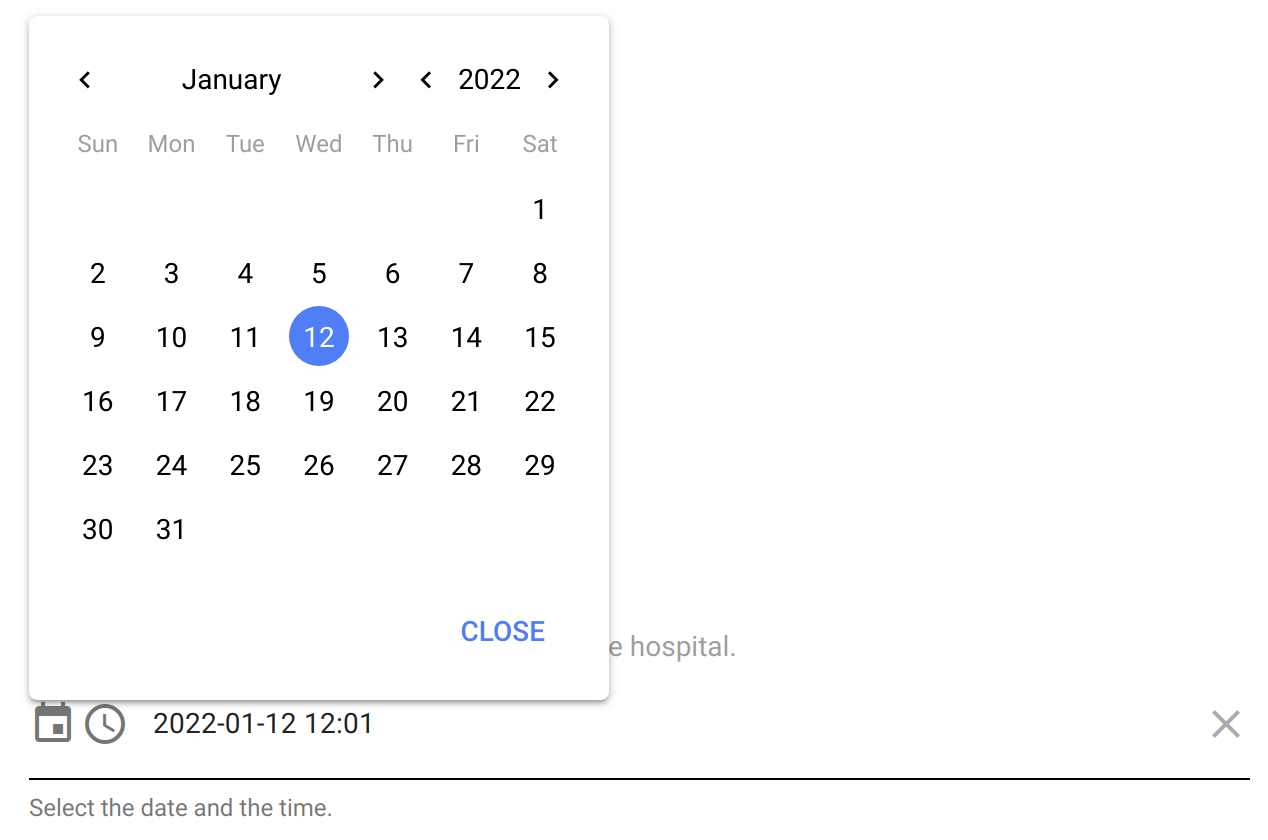 January 2022
Sun Mon Tue Wed Thu Fri Sat
1
2 3 4 5 6 7 8
9 10 11 12 13 14 15
16 17 18 19 20 21 22
23 24 25 26 27 28 29
30 31
CLOSE
e hospital.
2022-01-12 12:01
Select the date and the time.